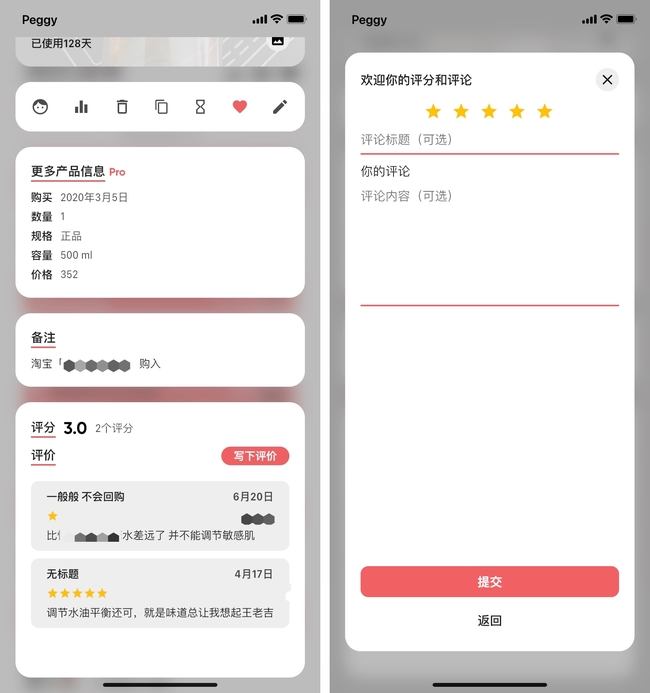 Peggy
已使用128天
更多产品信息 Pro
购买 2020年3月5日
数量 1
规格 正品
容量 500 ml
价格 352
备注
淘宝「 购入
评分 3.0 2个评分
评价 写下评价
一般般 不会回购 6月20日
比 水差远了 并不能调节敏感肌
无标题 4月17日
调节水油平衡还可，就是味道总让我想起王老吉
Peggy
欢迎你的评分和评论
评论标题（可选）
你的评论
评论内容（可选）
提交
返回